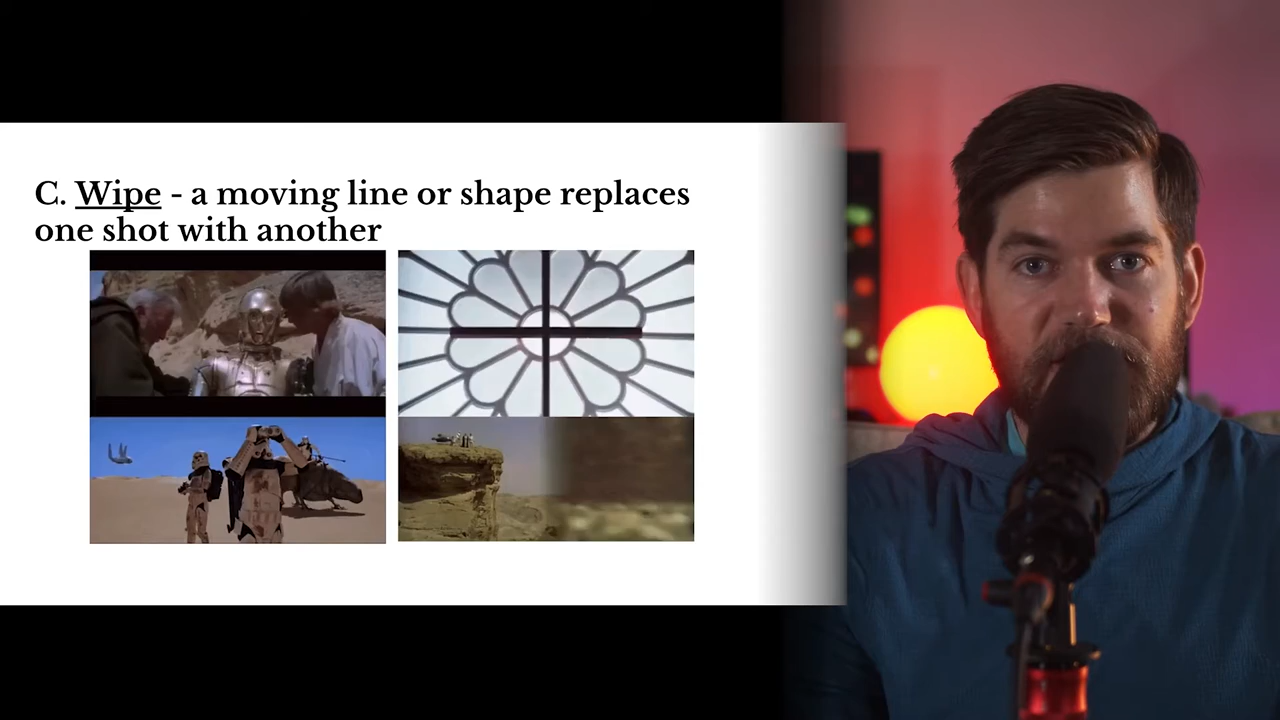 C. Wipe - a moving line or shape replaces
one shot with another